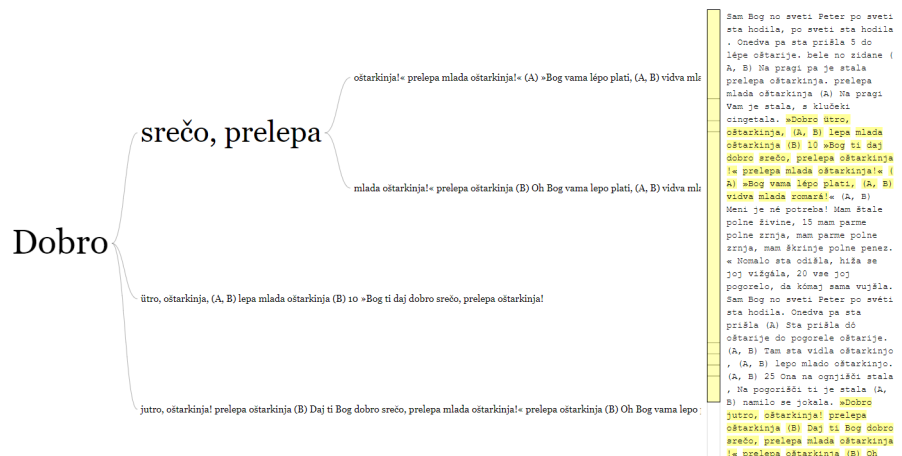 Dobro
srečo, prelepa
oštarkinja!« prelepa mlada oštarkinja!« (A) »Bog vama lépo plati, (A, B) vidva mla
mlada oštarkinja!« prelepa oštarkinja (B) Oh Bog vama lepo plati, (A, B) vidva mla
ütro, oštarkinja, (A, B) lepa mlada oštarkinja (B) 10 »Bog ti daj dobro srečo, prelepa oštarkinja!
jutro, oštarkinja! prelepa oštarkinja (B) Daj ti Bog dobro srečo, prelepa mlada oštarkinja!« prelepa oštarkinja (B) Oh Bog vama lepo
Sam Bog no sveti Peter po sveti
sta hodila, po sveti sta hodila
. Onedva pa sta prišla 5 do
lépe oštarije. bele no zidane (
A, B) Na pragi pa je stala
prelepa oštarkinja. prelepa
mlada oštarkinja (A) Na pragi
Vam je stala, s klučeki
cingetala. »Dobro ütro,
oštarkinja, (A, B) lepa mlada
oštarkinja (B) 10 »Bog ti daj
dobro srečo, prelepa oštarkinja
!« prelepa mlada oštarkinja!« (
A) »Bog vama lépo plati, (A, B)
vidva mlada romará!« (A, B)
Meni je né potreba! Mam štale
polne živine, 15 mam parme
polne zrnja, mam parme polne
zrnja, mam škrinje polne penez.
« Nomalo sta odišla, hiža se
joj vižgála, 20 vse joj
pogorelo, da kómaj sama vujšla.
Sam Bog no sveti Peter po svéti
sta hodila. Onedva pa sta
prišla (A) Sta prišla dô
oštarije do pogorele oštarije.
(A, B) Tam sta vidla oštarkinjo
, (A, B) lepo mlado oštarkinjo.
(A, B) 25 Ona na ognjišči stala
, Na pogorišči ti je stala (A,
B) namilo se jokala. »Dobro
jutro, oštarkinja! prelepa
oštarkinja (B) Daj ti Bog dobro
srečo, prelepa mlada oštarkinja
!« prelepa oštarkinja (B) Oh